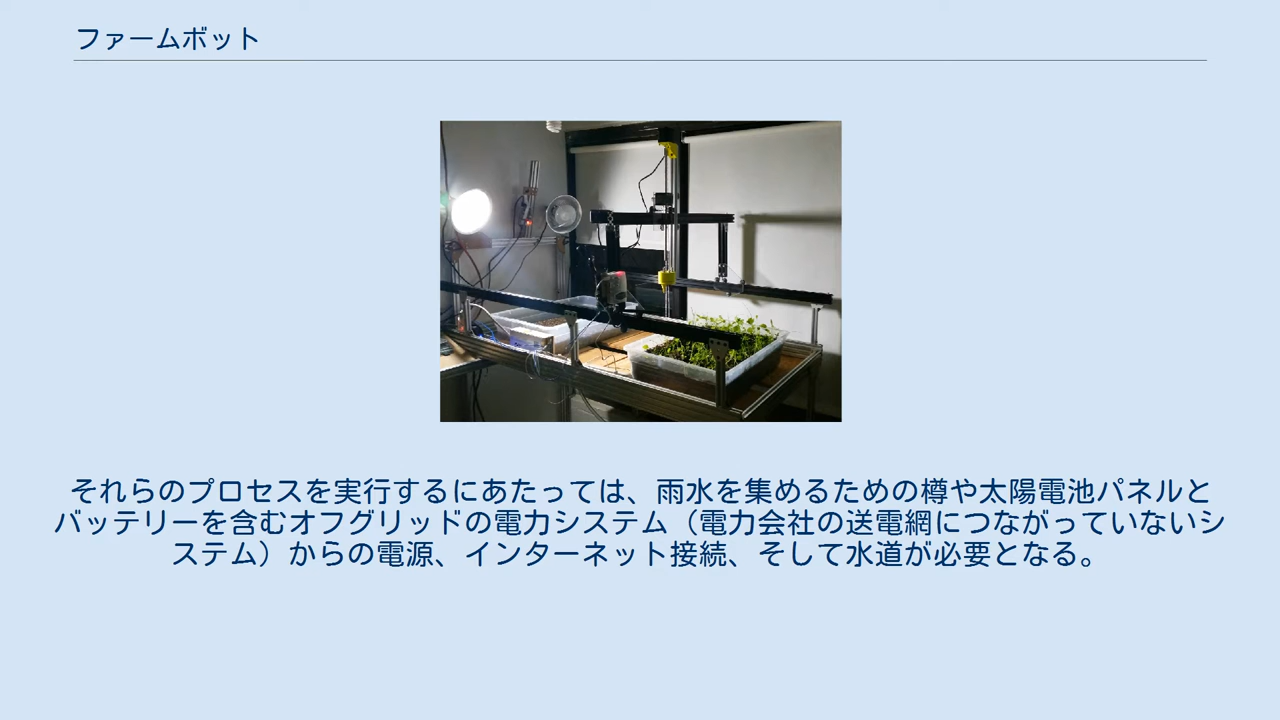 ファームボット
それらのプロセスを実行するにあたっては、雨水を集めるための樽や太陽電池パネルと
バッテリーを含むオフグリッドの電力システム（電力会社の送電網につながっていないシ
ステム）からの電源、インターネット接続、そして水道が必要となる。